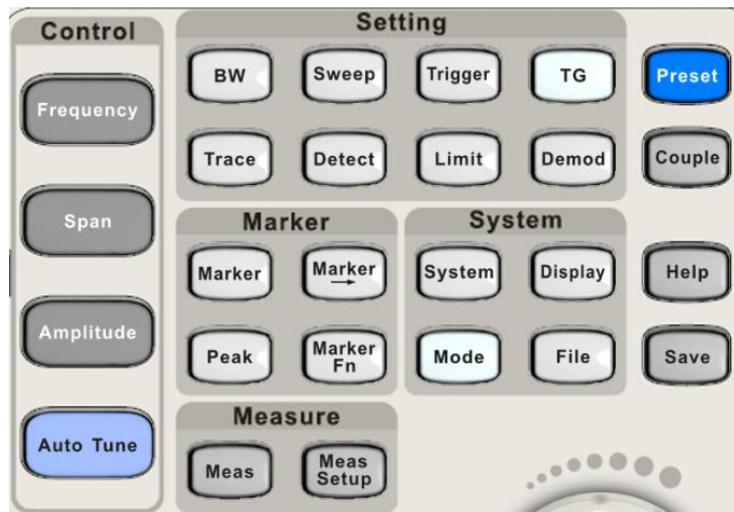 Control
Frequency
Span
Amplitude
Auto Tune
Setting
BW
Sweep
Trigger
TG
Trace
Detect
Limit
Demod
Preset
Couple
Marker
Marker
Marker
→
Peak
Marker
Fn
System
System
Display
Mode
File
Help
Save
Measure
Meas
Meas
Setup